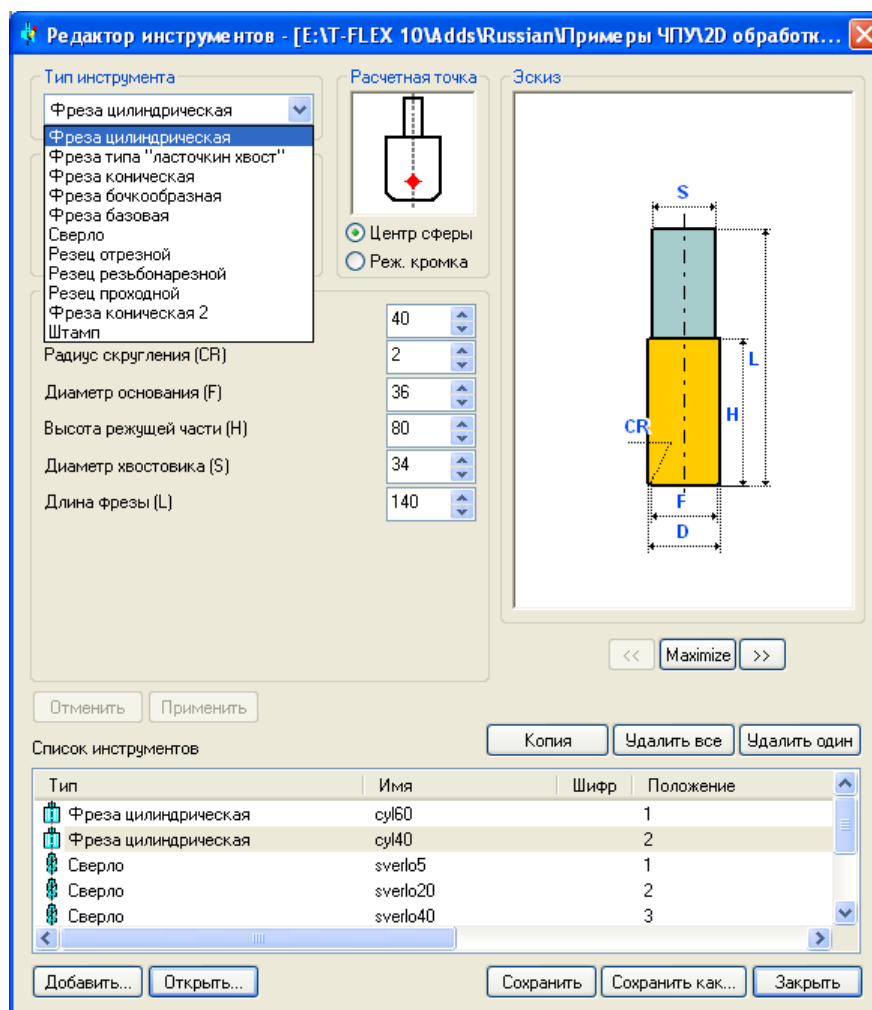 Редактор инструментов - [E:\T-FLEX 10\Adds\Russian\Примеры ЧПУ\2D обработк...
Тип инструмента
Фреза цилиндрическая
Фреза цилиндрическая
Фреза типа "ласточкин хвост"
Фреза коническая
Фреза бочкообразная
Фреза базовая
Сверло
Резец отрезной
Резец резьбонарезной
Резец проходной
Фреза коническая 2
Штамп
Расчетная точка
Центр сферы
Реж. кромка
Эскиз
S
L
H
CR
F
D
40
Радиус скругления (CR) 2
Диаметр основания (F) 36
Высота режущей части (H) 80
Диаметр хвостовика (S) 34
Длина фрезы (L) 140
<< Maximize >>
Отменить Применить
Список инструментов Копия Удалить все Удалить один
Тип Имя Шифр Положение
Фреза цилиндрическая cyl60 1
Фреза цилиндрическая cyl40 2
Сверло sverlo5 1
Сверло sverlo20 2
Сверло sverlo40 3
Добавить... Открыть... Сохранить Сохранить как... Закрыть